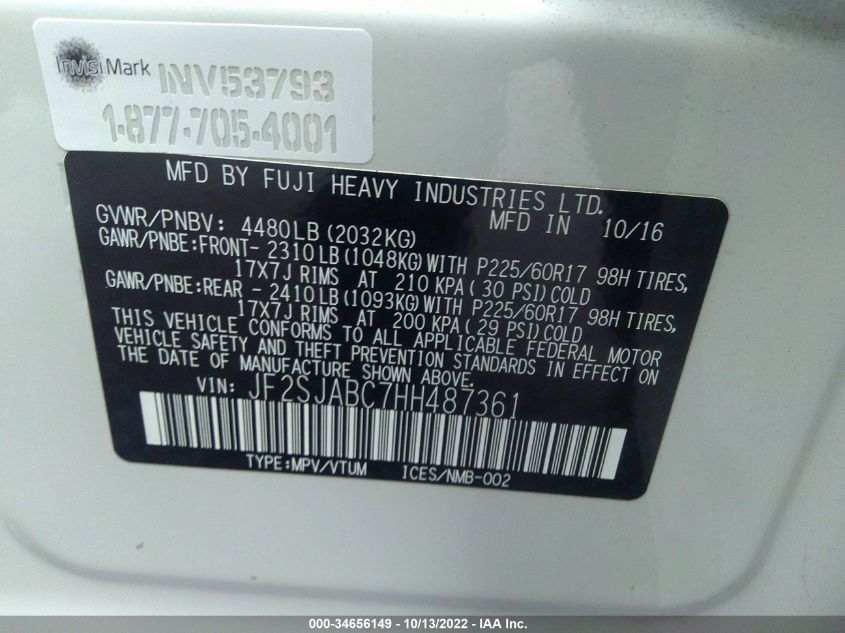 InvisiMark INV53793
1-877-705-4001
MFD BY FUJI HEAVY INDUSTRIES LTD.
MFD IN 10/16
GVWR/PNBV: 4480LB(2032KG)
GAWR/PNBE:FRONT- 2310LB(1048KG)WITH P225/60R17 98H TIRES,
17X7J RIMS AT 210 KPA(30 PSI)COLD
GAWR/PNBE:REAR - 2410LB(1093KG)WITH P225/60R17 98H TIRES,
17X7J RIMS AT 200 KPA(29 PSI)COLD
THIS VEHICLE CONFORMS TO ALL APPLICABLE FEDERAL MOTOR
VEHICLE SAFETY AND THEFT PREVENTION STANDARDS IN EFFECT ON
THE DATE OF MANUFACTURE SHOWN ABOVE.
VIN: JF2SJABC7HH487361
TYPE:MPV/VTUM ICES/NMB-002
000-34656149 - 10/13/2022 - IAA Inc.